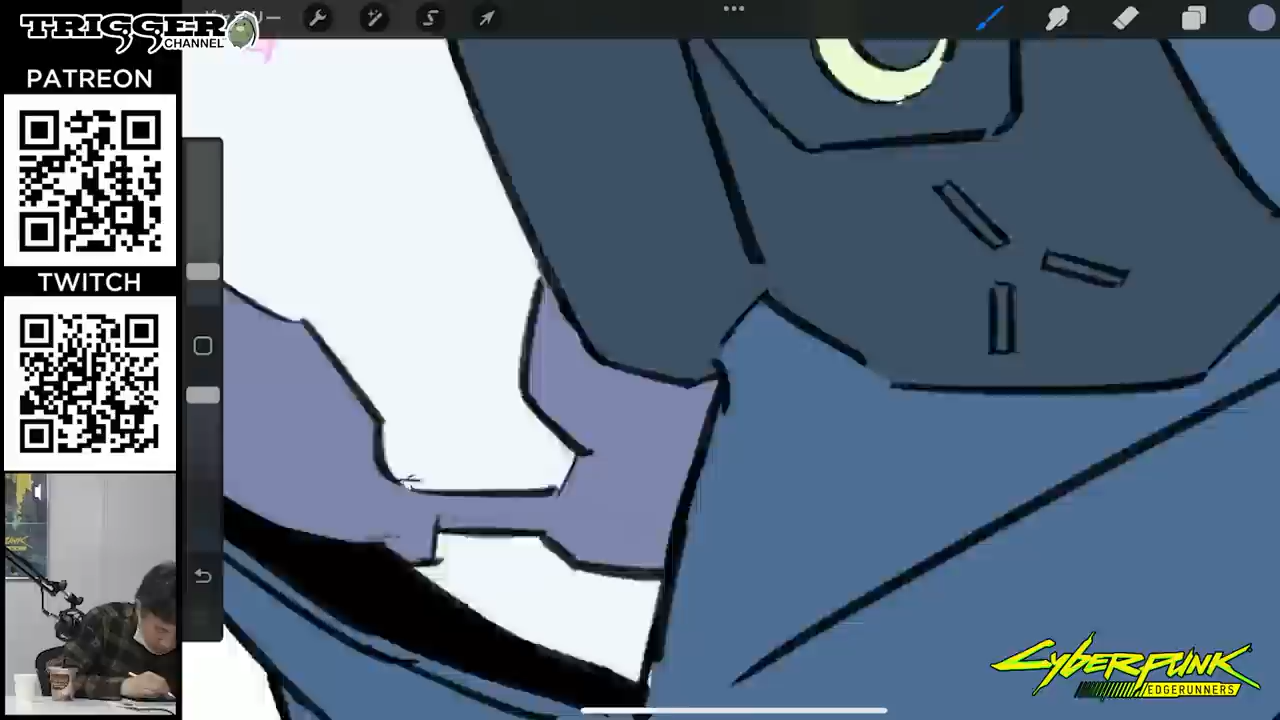 TRIGGER
CHANNEL
PATREON
TWITCH
CYBERPUNK
EDGERUNNERS